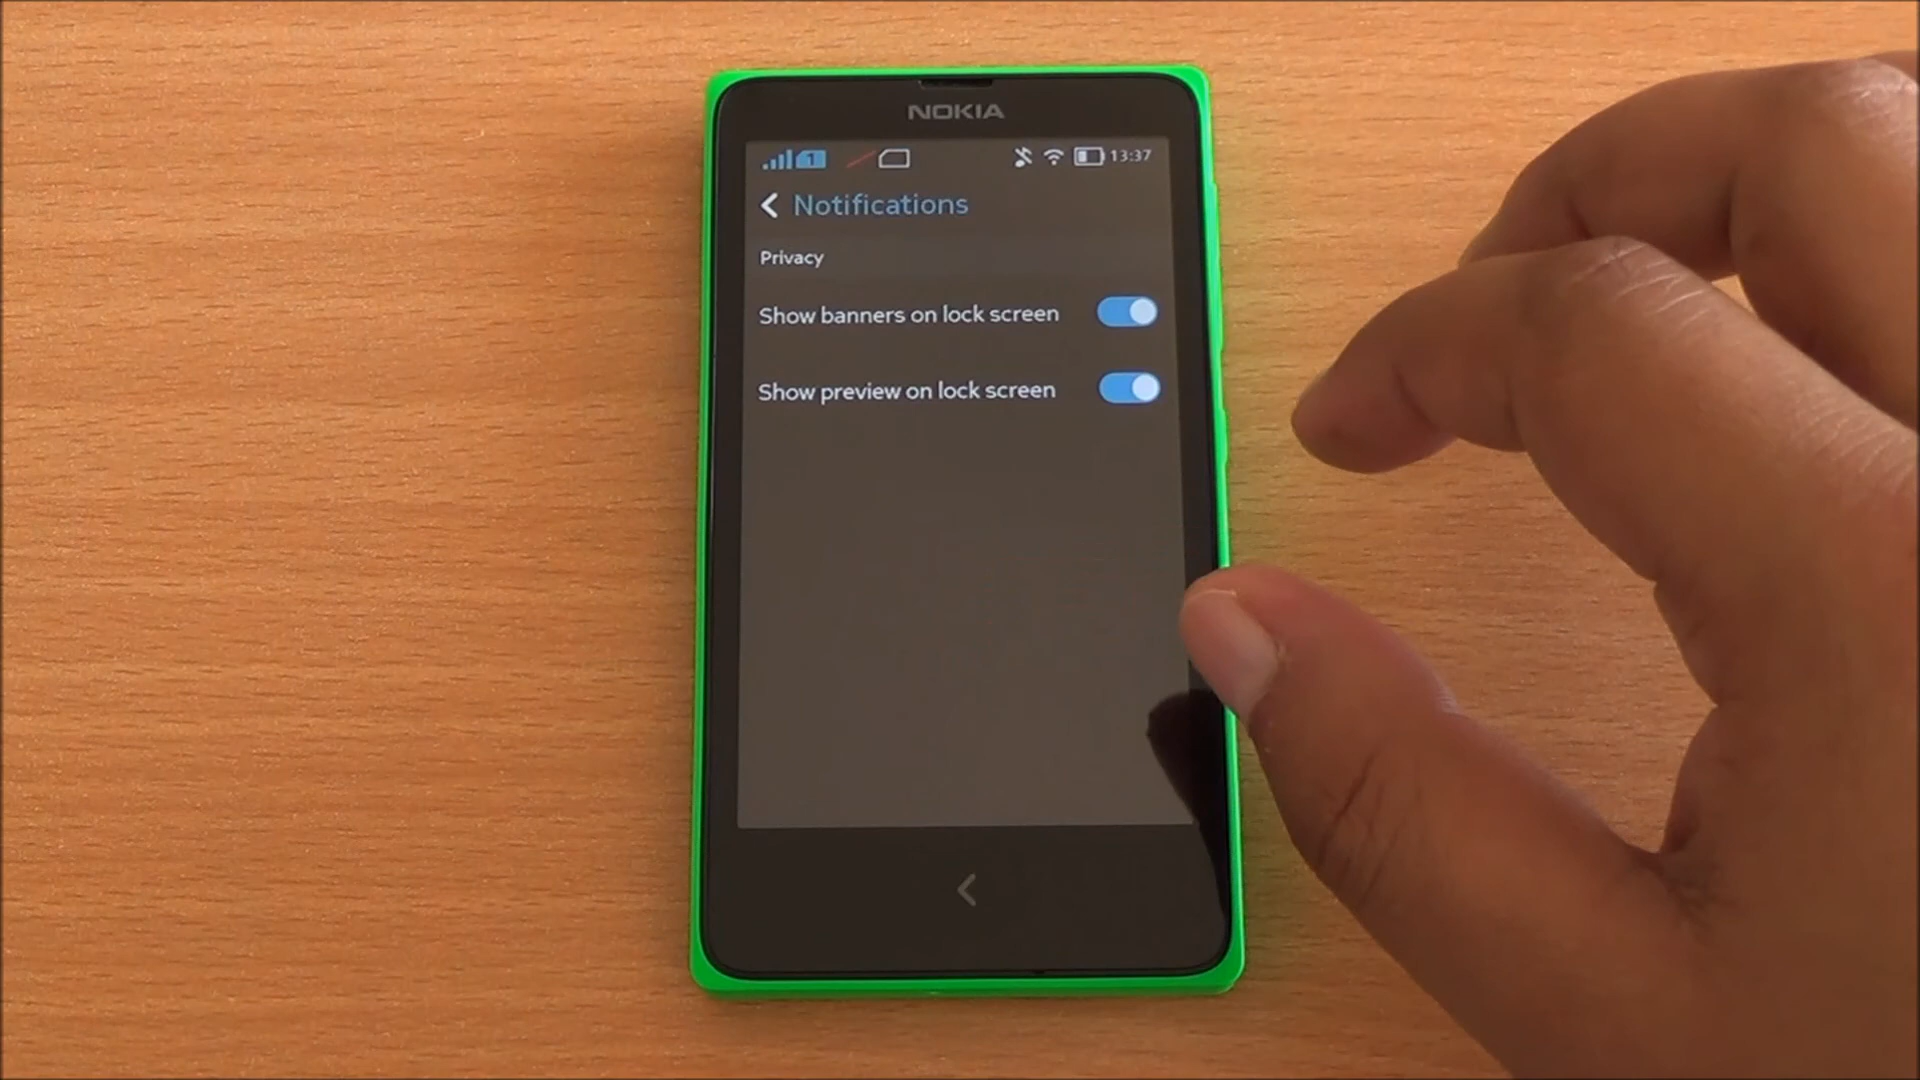 NOKIA
1 13:37
Notifications
Privacy
Show banners on lock screen
Show preview on lock screen